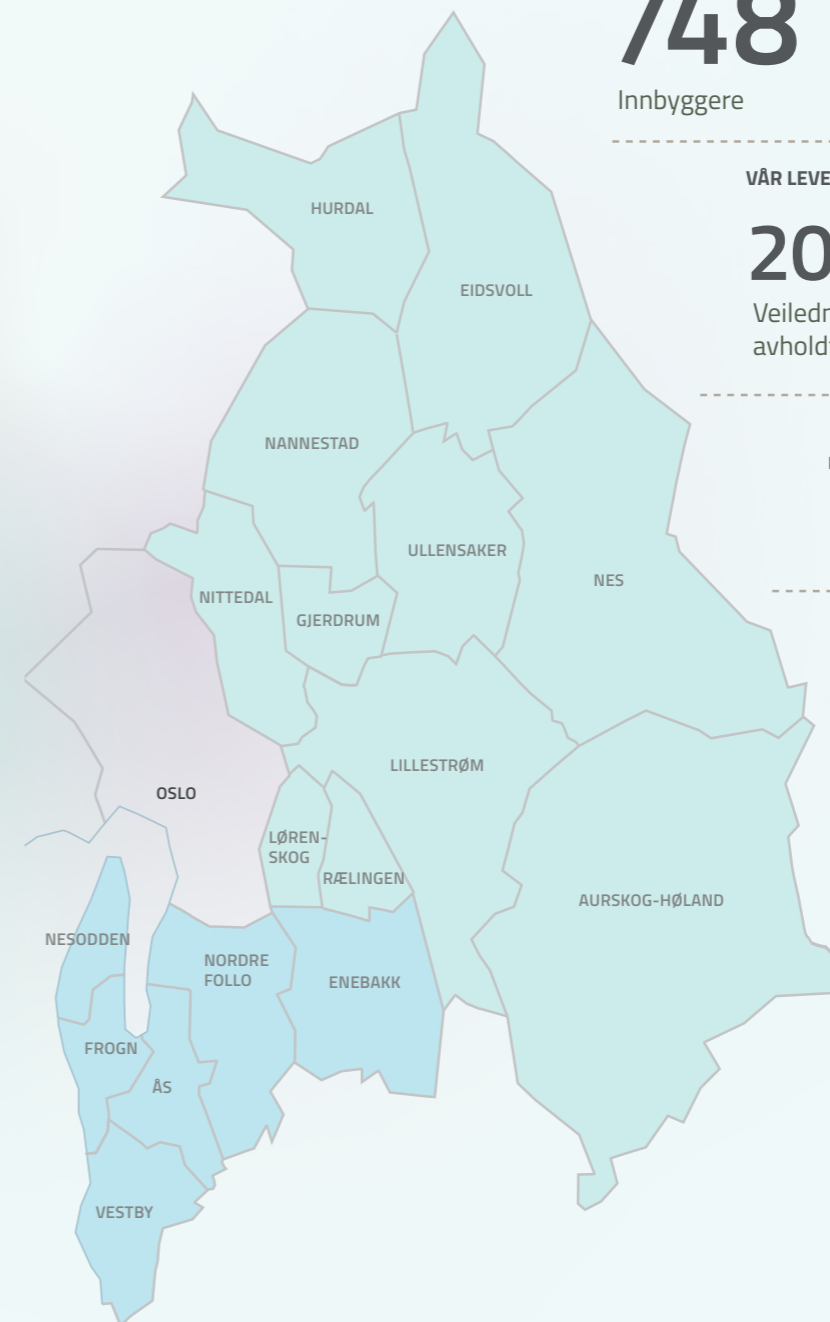 748
Innbyggere
VÅR LEVE
HURDAL
20
EIDSVOLL
Veiledn
avhold
NANNESTAD
ULLENSAKER
NES
NITTEDAL
GJERDRUM
LILLESTRØM
OSLO
LØREN-
SKOG
RÆLINGEN
AURSKOG-HØLAND
NESODDEN
NORDRE
FOLLO
ENEBAKK
FROGN
ÅS
VESTBY